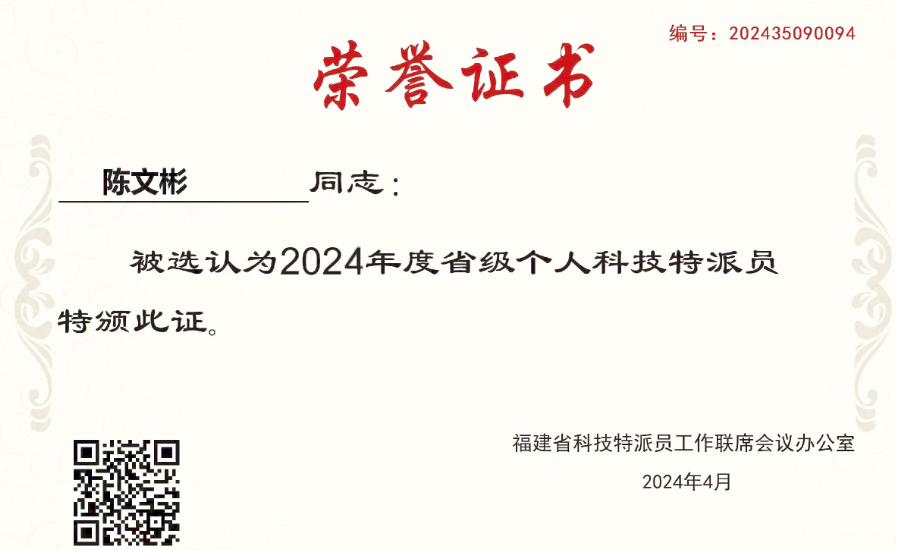 编号：202435090094
荣誉证书
陈文彬 同志：
被选认为2024年度省级个人科技特派员
特颁此证。
福建省科技特派员工作联席会议办公室
2024年4月